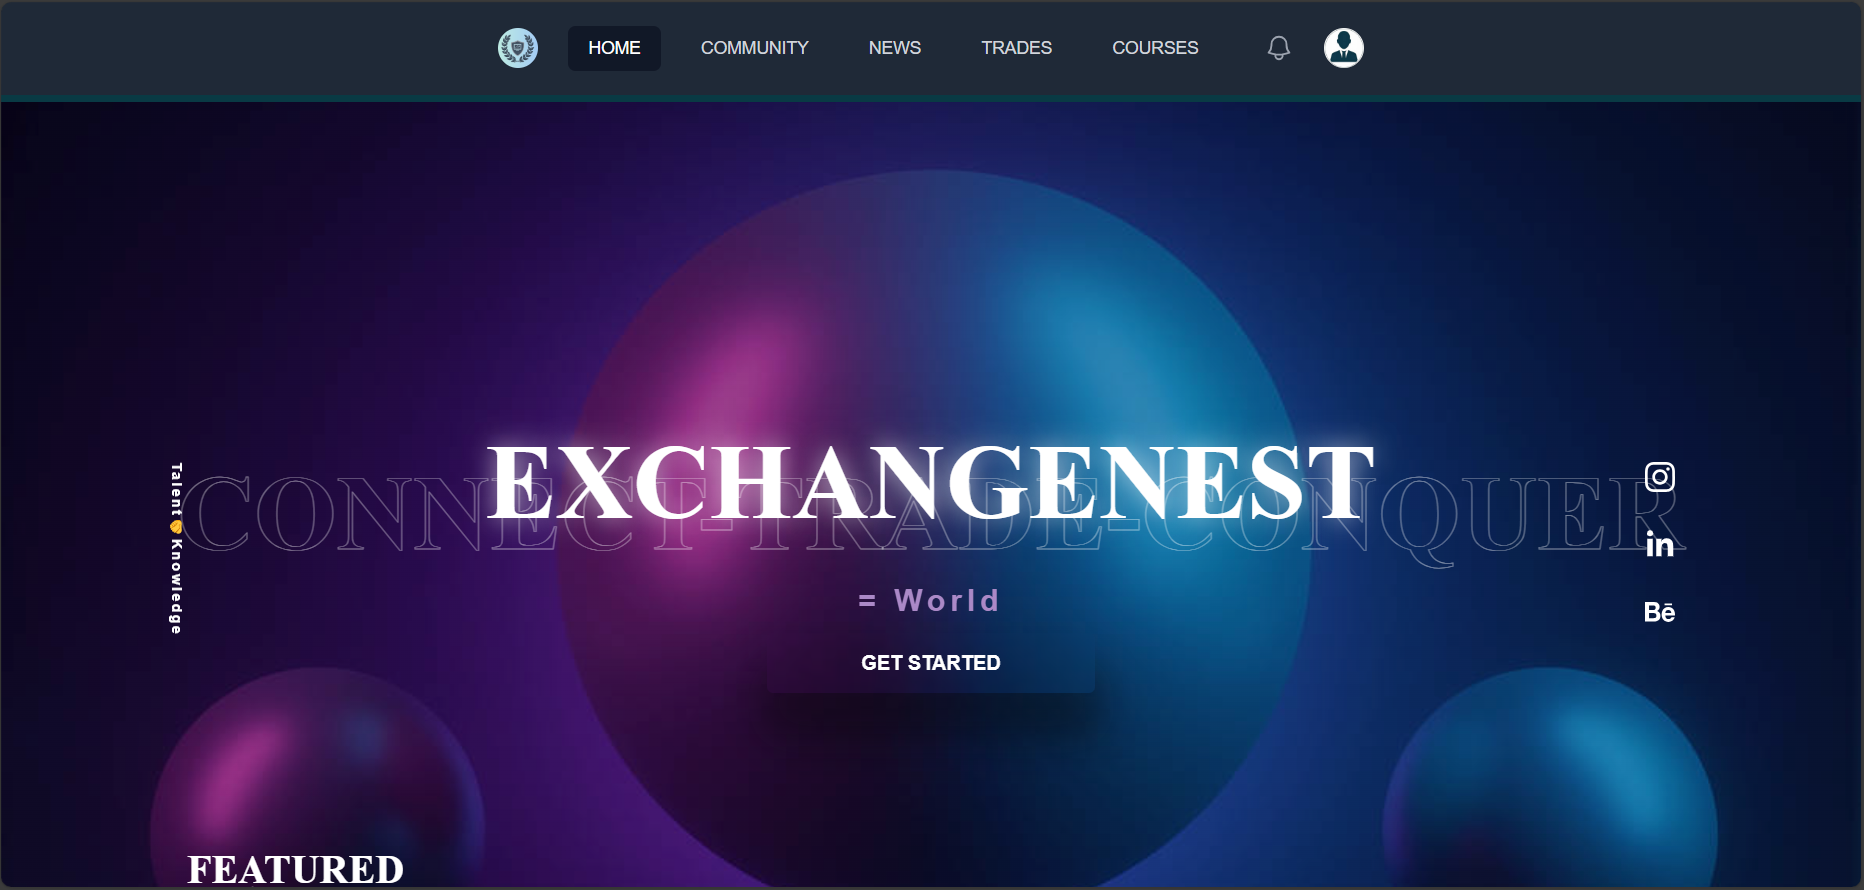 HOME COMMUNITY NEWS TRADES COURSES
EXCHANGENEST
CONNECT-TRADE-CONQUER
Talent ✊ Knowledge
= World
GET STARTED
in
Bē
FEATURED